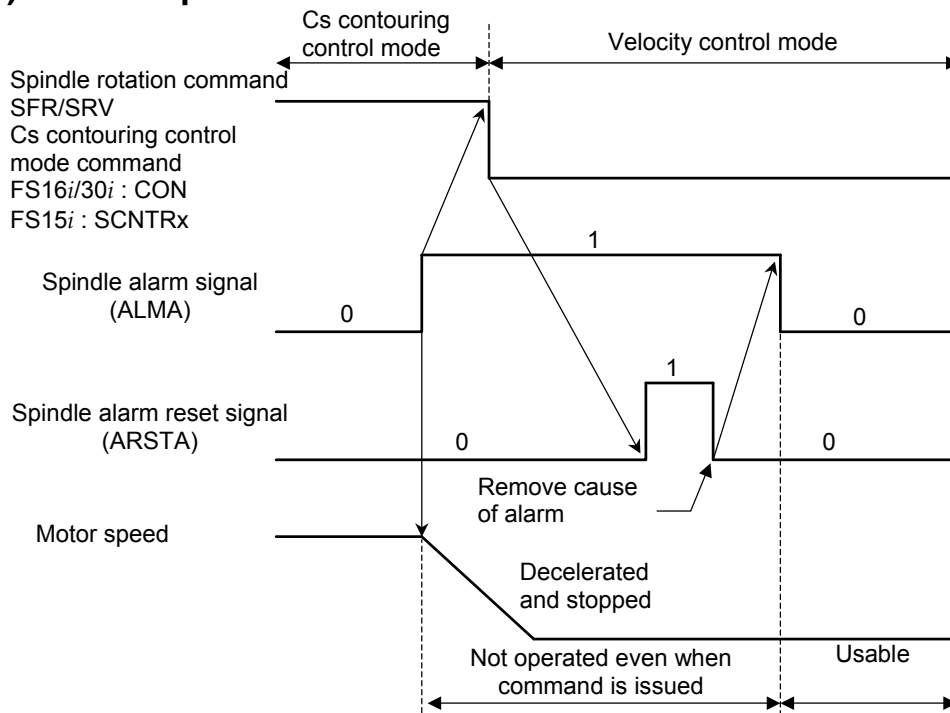 Cs contouring
control mode
Velocity control mode
Spindle rotation command
SFR/SRV
Cs contouring control
mode command
FS16i/30i : CON
FS15i : SCNTRx
1
Spindle alarm signal
(ALMA)
0
0
1
Spindle alarm reset signal
(ARSTA)
0
0
Remove cause
of alarm
Motor speed
Decelerated
and stopped
Not operated even when
command is issued
Usable